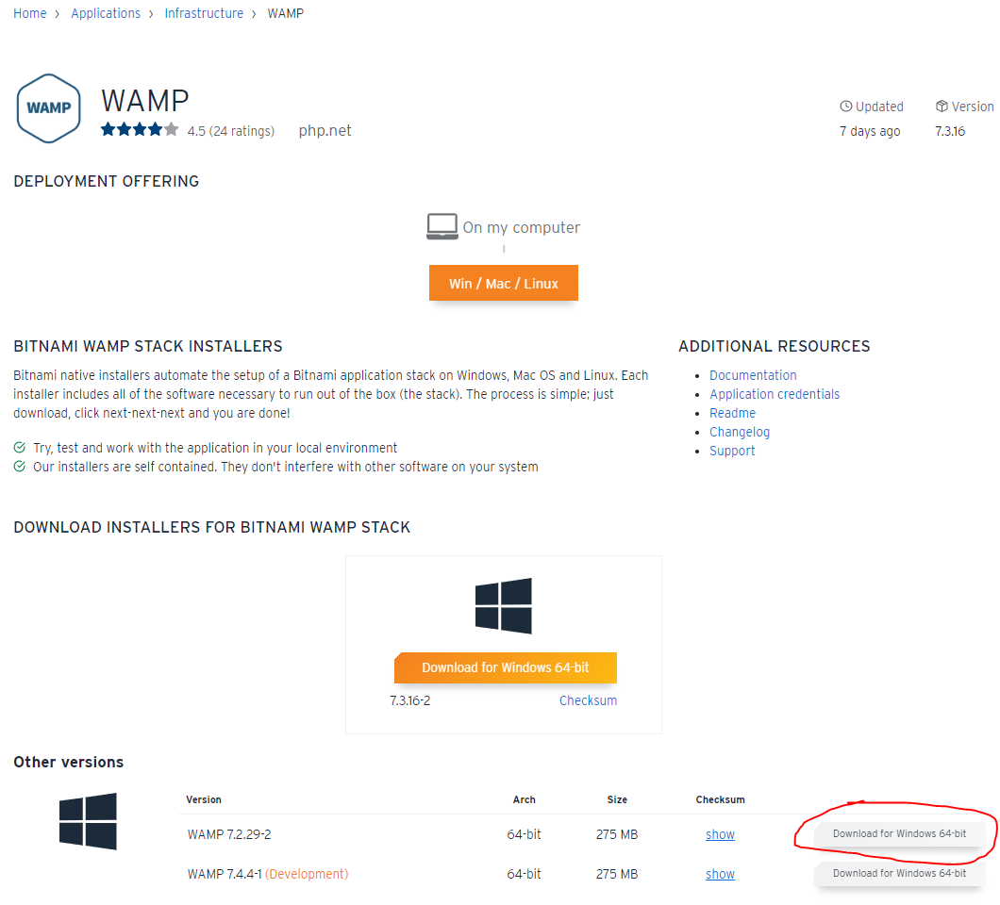 Home › Applications › Infrastructure › WAMP
WAMP
WAMP
4.5 (24 ratings) php.net
Updated Version
7 days ago 7.3.16
DEPLOYMENT OFFERING
On my computer
Win / Mac / Linux
BITNAMI WAMP STACK INSTALLERS
Bitnami native installers automate the setup of a Bitnami application stack on Windows, Mac OS and Linux. Each
installer includes all of the software necessary to run out of the box (the stack). The process is simple; just
download, click next-next-next and you are done!
Try, test and work with the application in your local environment
Our installers are self contained. They don't interfere with other software on your system
ADDITIONAL RESOURCES
• Documentation
• Application credentials
• Readme
• Changelog
• Support
DOWNLOAD INSTALLERS FOR BITNAMI WAMP STACK
Download for Windows 64-bit
7.3.16-2 Checksum
Other versions
Version Arch Size Checksum
WAMP 7.2.29-2 64-bit 275 MB show Download for Windows 64-bit
WAMP 7.4.4-1 (Development) 64-bit 275 MB show Download for Windows 64-bit